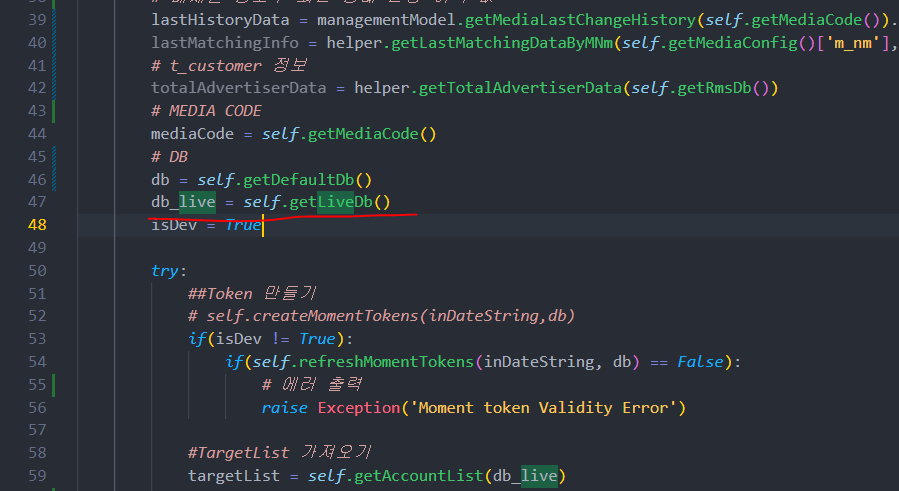 39 lastHistoryData = managementModel.getMediaLastChangeHistory(self.getMediaCode()).
40 lastMatchingInfo = helper.getLastMatchingDataByMNm(self.getMediaConfig()['m_nm'],
41 # t_customer 정보
42 totalAdvertiserData = helper.getTotalAdvertiserData(self.getRmsDb())
43 # MEDIA CODE
44 mediaCode = self.getMediaCode()
45 # DB
46 db = self.getDefaultDb()
47 db_live = self.getLiveDb()
48 isDev = True
49
50 try:
51 ##Token 만들기
52 # self.createMomentTokens(inDateString,db)
53 if(isDev != True):
54 if(self.refreshMomentTokens(inDateString, db) == False):
55 # 에러 출력
56 raise Exception('Moment token Validity Error')
57
58 #TargetList 가져오기
59 targetList = self.getAccountList(db_live)